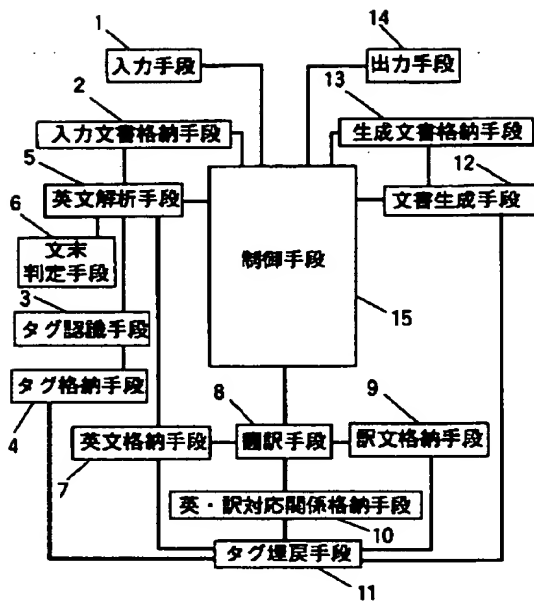 1
入力手段
14
出力手段
2
入力文書格納手段
13
生成文書格納手段
5
英文解析手段
12
文書生成手段
6
文末
判定手段
制御手段
15
3
タグ認識手段
タグ格納手段
4
8
9
英文格納手段
翻訳手段
訳文格納手段
7
英・訳対応関係格納手段
10
タグ埋戻手段
11